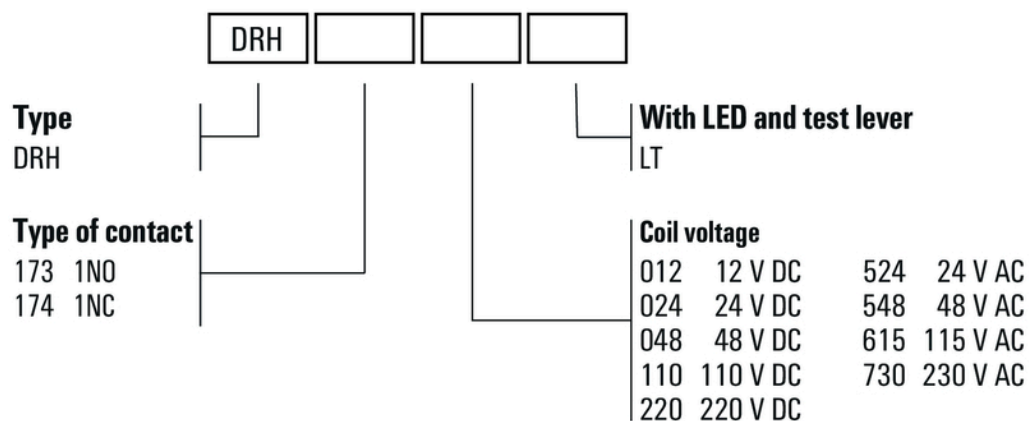 DRH
Type
DRH
With LED and test lever
LT
Type of contact
173 1NO
174 1NC
Coil voltage
012 12 V DC 524 24 V AC
024 24 V DC 548 48 V AC
048 48 V DC 615 115 V AC
110 110 V DC 730 230 V AC
220 220 V DC